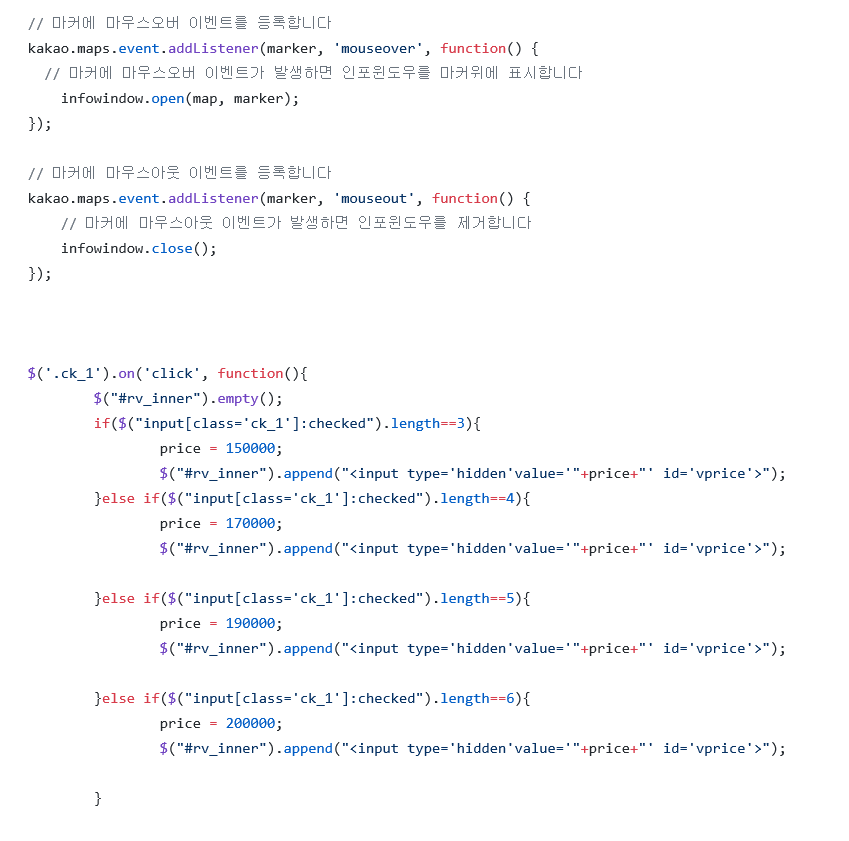 // 마커에 마우스오버 이벤트를 등록합니다
kakao.maps.event.addListener(marker, 'mouseover', function() {
  // 마커에 마우스오버 이벤트가 발생하면 인포윈도우를 마커위에 표시합니다
    infowindow.open(map, marker);
});
// 마커에 마우스아웃 이벤트를 등록합니다
kakao.maps.event.addListener(marker, 'mouseout', function() {
    // 마커에 마우스아웃 이벤트가 발생하면 인포윈도우를 제거합니다
    infowindow.close();
});
$('.ck_1').on('click', function(){
        $("#rv_inner").empty();
        if($("input[class='ck_1']:checked").length==3){
                price = 150000;
                $("#rv_inner").append("<input type='hidden'value='"+price+"' id='vprice'>");
        }else if($("input[class='ck_1']:checked").length==4){
                price = 170000;
                $("#rv_inner").append("<input type='hidden'value='"+price+"' id='vprice'>");
        }else if($("input[class='ck_1']:checked").length==5){
                price = 190000;
                $("#rv_inner").append("<input type='hidden'value='"+price+"' id='vprice'>");
        }else if($("input[class='ck_1']:checked").length==6){
                price = 200000;
                $("#rv_inner").append("<input type='hidden'value='"+price+"' id='vprice'>");
        }